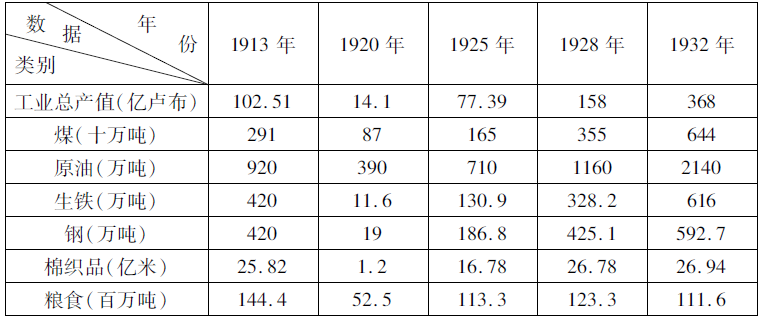 数据 年份 类别 1913 年 1920 年 1925 年 1928 年 1932 年
工业总产值(亿卢布) 102.51 14.1 77.39 158 368
煤(十万吨) 291 87 165 355 644
原油(万吨) 920 390 710 1160 2140
生铁(万吨) 420 11.6 130.9 328.2 616
钢(万吨) 420 19 186.8 425.1 592.7
棉织品(亿米) 25.82 1.2 16.78 26.78 26.94
粮食(百万吨) 144.4 52.5 113.3 123.3 111.6